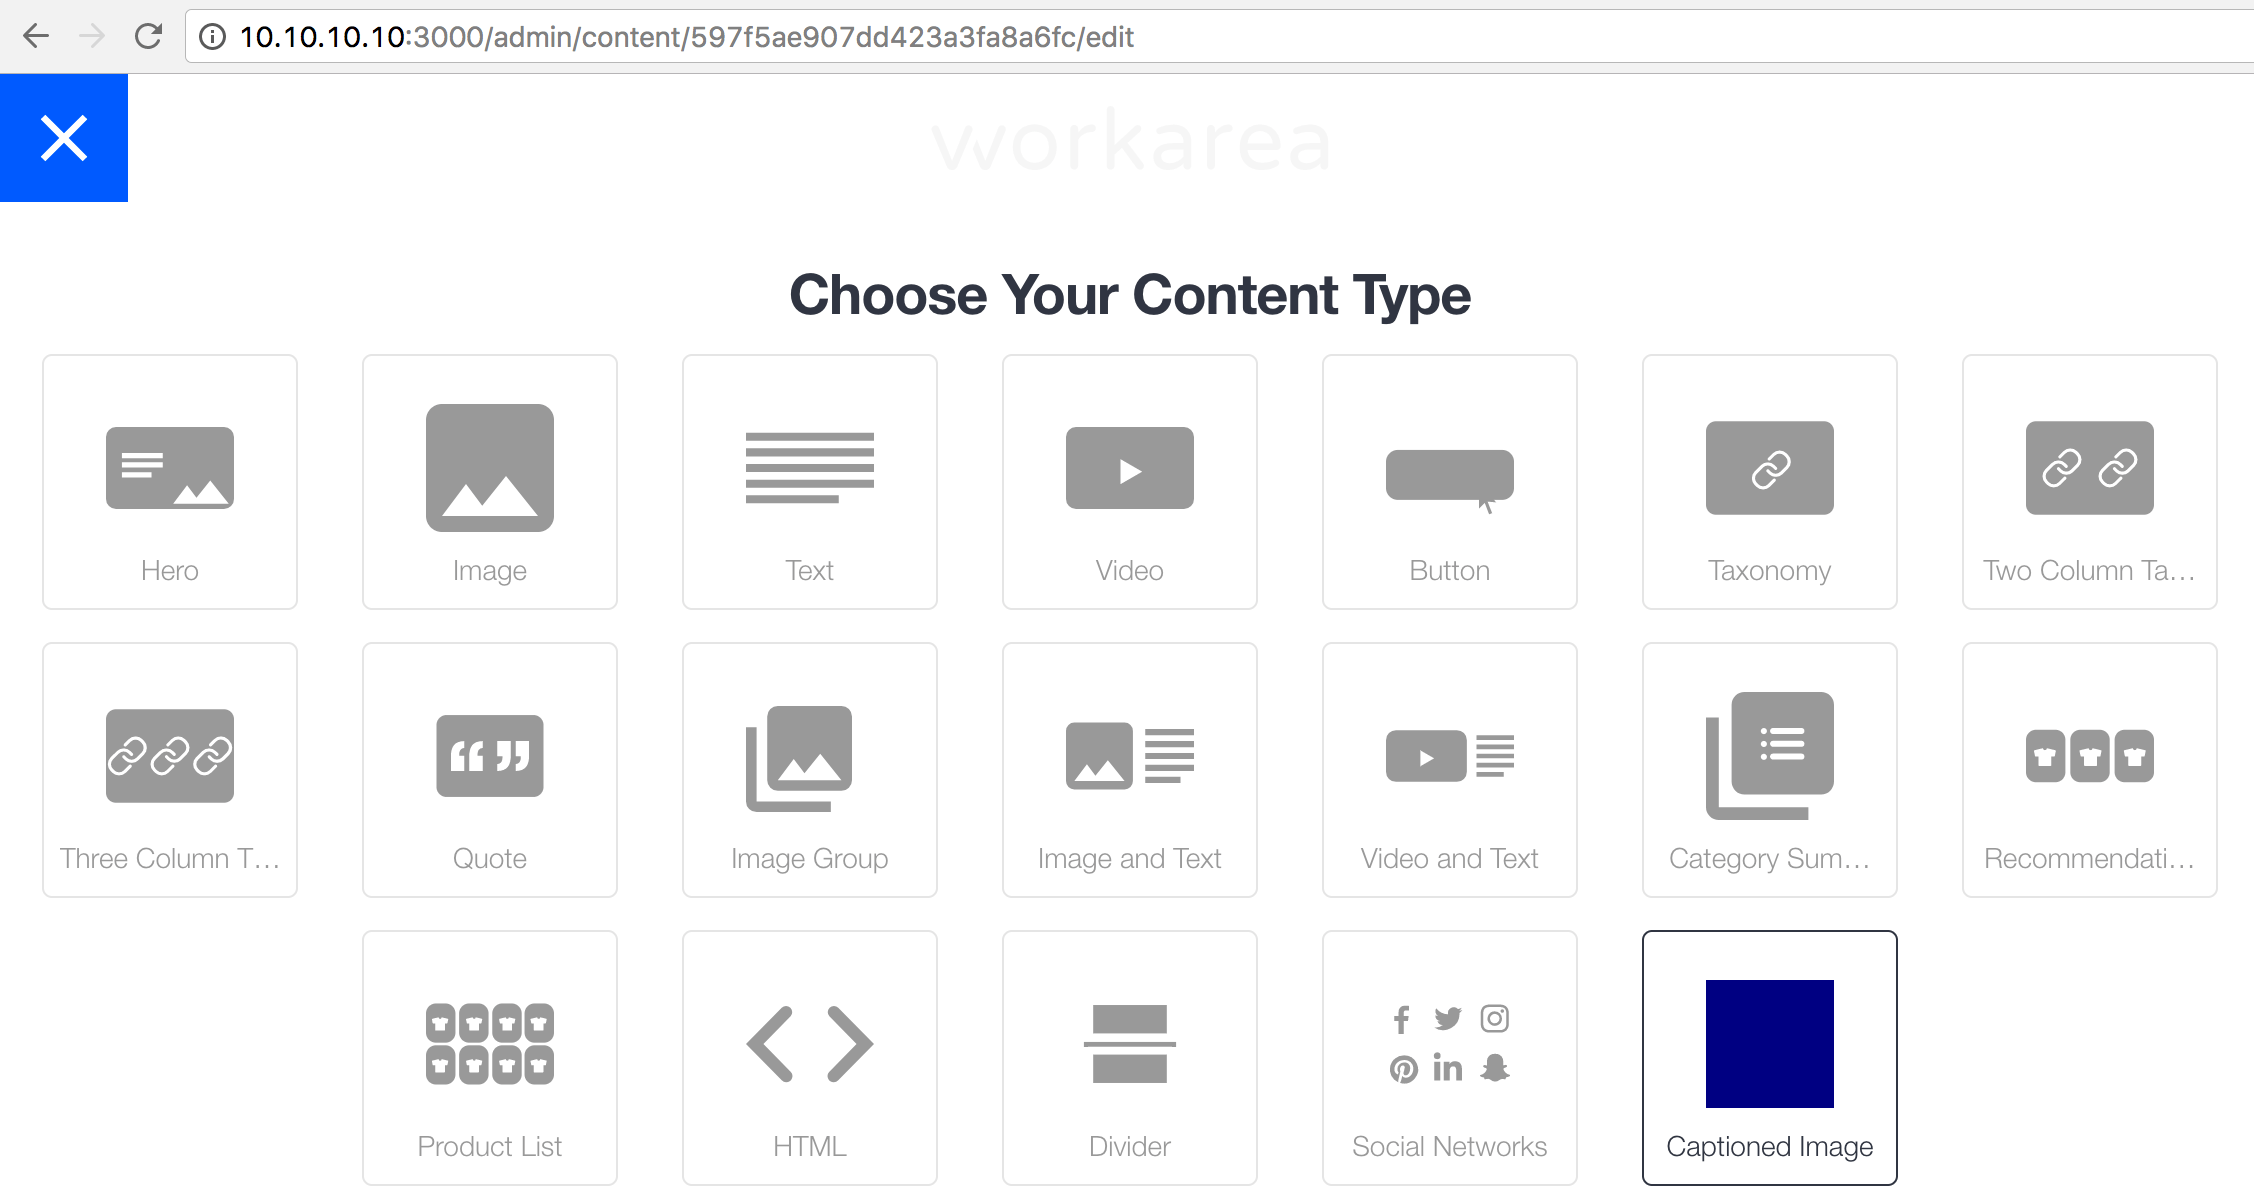 10.10.10.10:3000/admin/content/597f5ae907dd423a3fa8a6fc/edit
workarea
Choose Your Content Type
Hero
Image
Text
Video
Button
Taxonomy
Two Column Ta...
Three Column T...
Quote
Image Group
Image and Text
Video and Text
Category Sum...
Recommendati...
Product List
HTML
Divider
Social Networks
Captioned Image